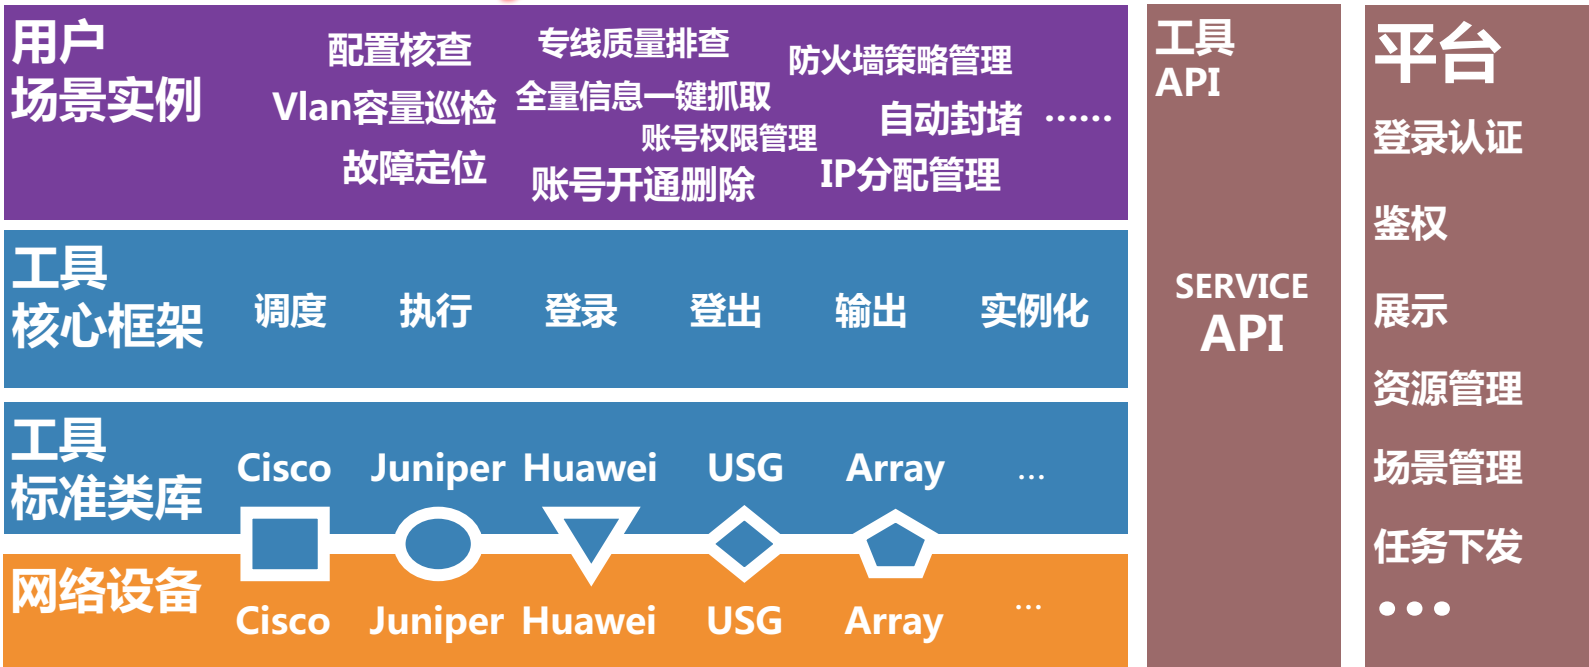 用户
场景实例
配置核查
专线质量排查
防火墙策略管理
Vlan容量巡检
全量信息一键抓取
自动封堵
……
账号权限管理
故障定位
账号开通删除
IP分配管理
工具
核心框架
调度
执行
登录
登出
输出
实例化
工具
标准类库
Cisco
Juniper
Huawei
USG
Array
...
网络设备
Cisco
Juniper
Huawei
USG
Array
...
工具
API
SERVICE
API
平台
登录认证
鉴权
展示
资源管理
场景管理
任务下发
...